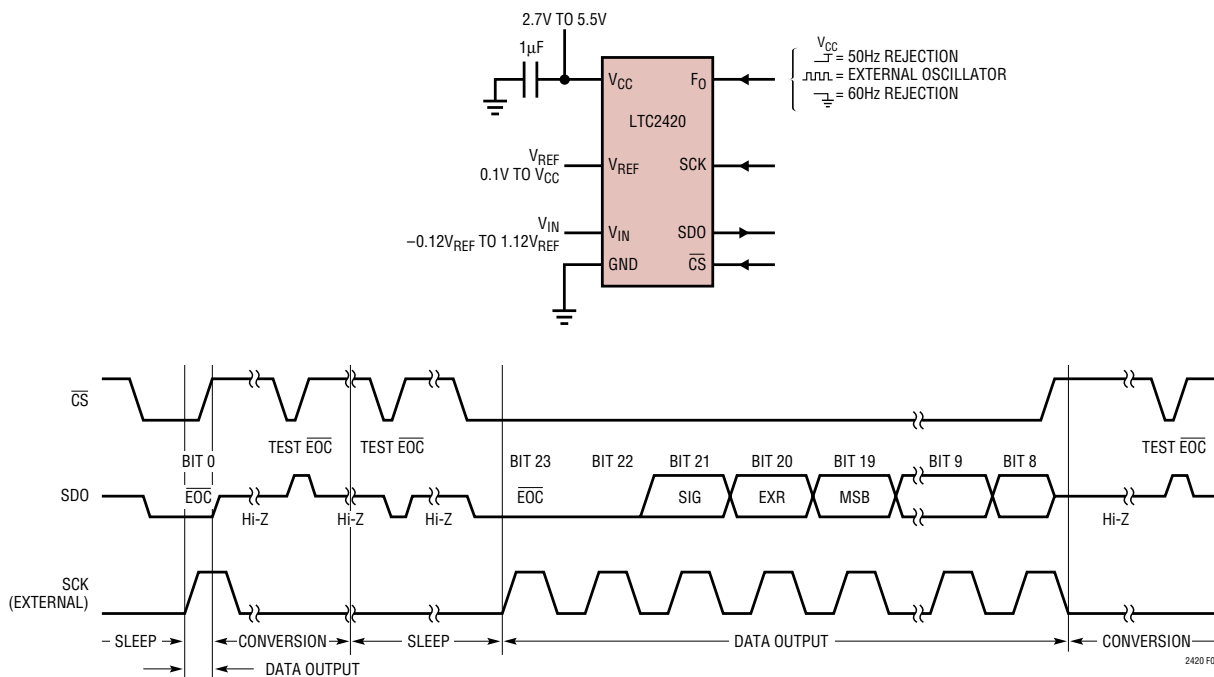 2.7V TO 5.5V
1µF
VCC
FO
LTC2420
VREF
0.1V TO VCC
VREF
SCK
VIN
–0.12VREF TO 1.12VREF
VIN
SDO
GND
CS
VCC
= 50Hz REJECTION
= EXTERNAL OSCILLATOR
= 60Hz REJECTION
CS
TEST EOC
TEST EOC
TEST EOC
BIT 0
BIT 23
BIT 22
BIT 21
BIT 20
BIT 19
BIT 9
BIT 8
SDO
EOC
EOC
SIG
EXR
MSB
Hi-Z
Hi-Z
Hi-Z
Hi-Z
SCK
(EXTERNAL)
SLEEP
CONVERSION
SLEEP
DATA OUTPUT
CONVERSION
DATA OUTPUT
2420 F0